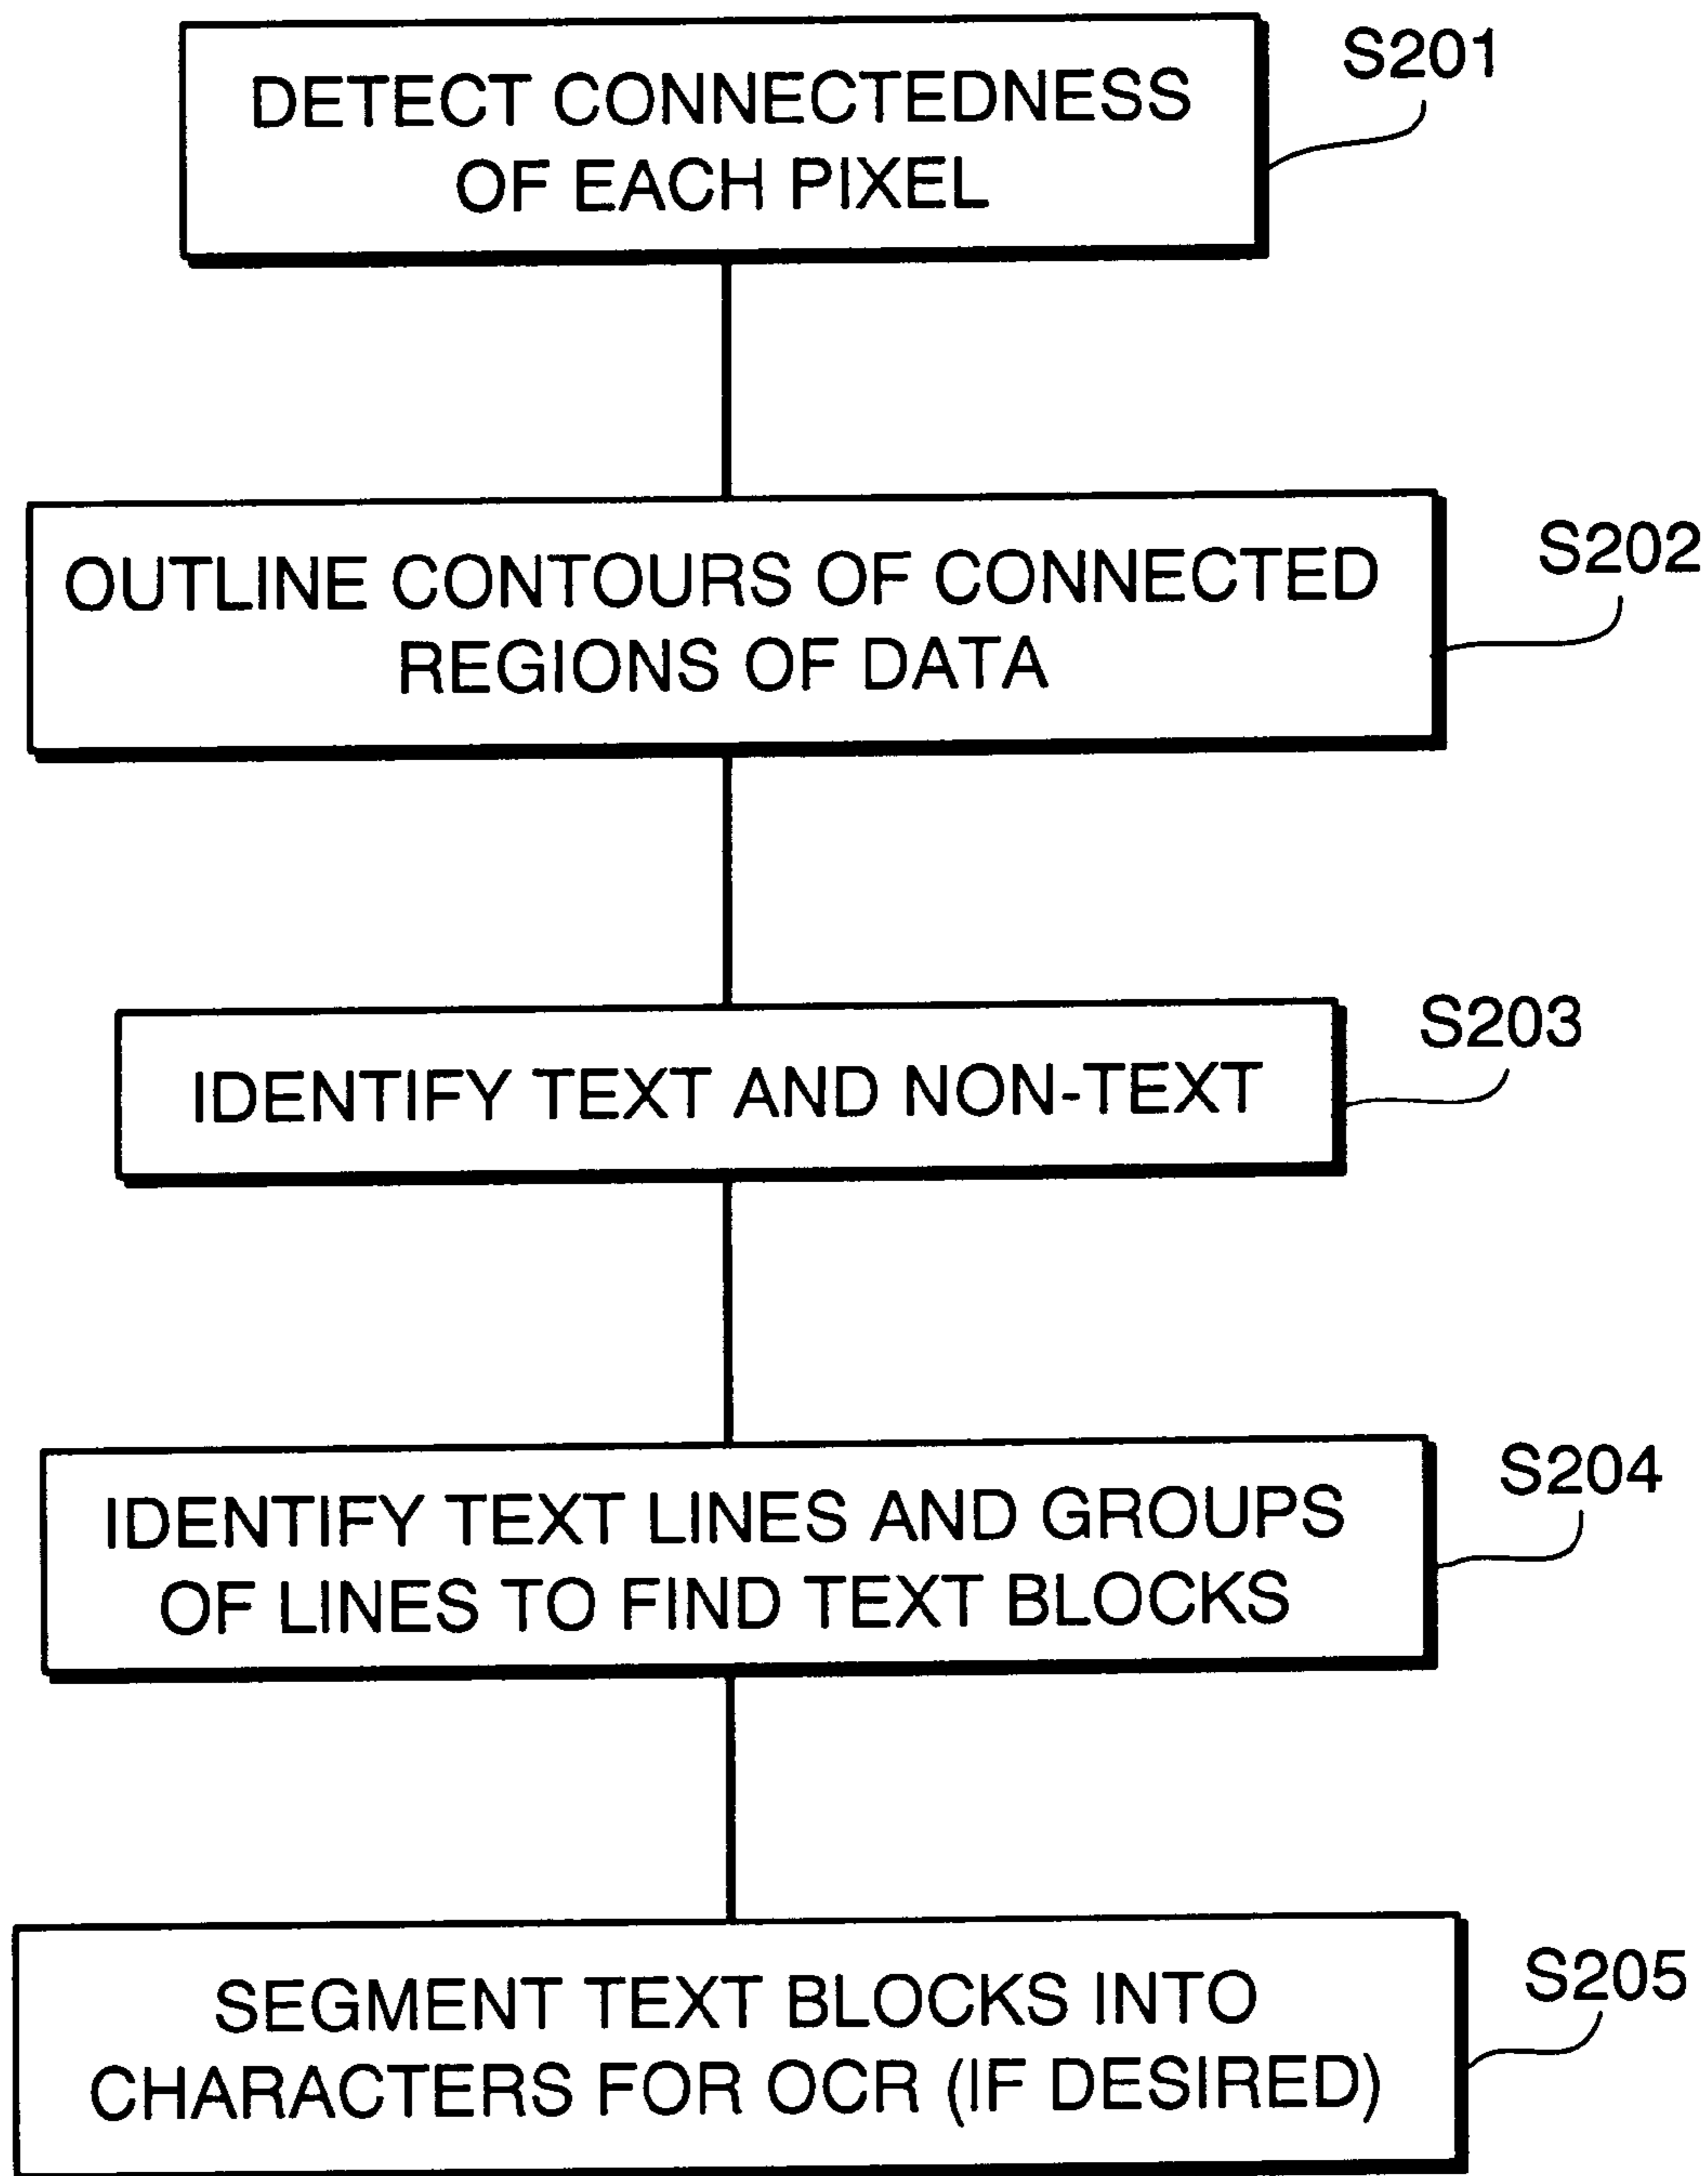 DETECT CONNECTEDNESS
OF EACH PIXEL
S201
OUTLINE CONTOURS OF CONNECTED
REGIONS OF DATA
S202
IDENTIFY TEXT AND NON-TEXT
S203
IDENTIFY TEXT LINES AND GROUPS
OF LINES TO FIND TEXT BLOCKS
S204
SEGMENT TEXT BLOCKS INTO
CHARACTERS FOR OCR (IF DESIRED)
S205